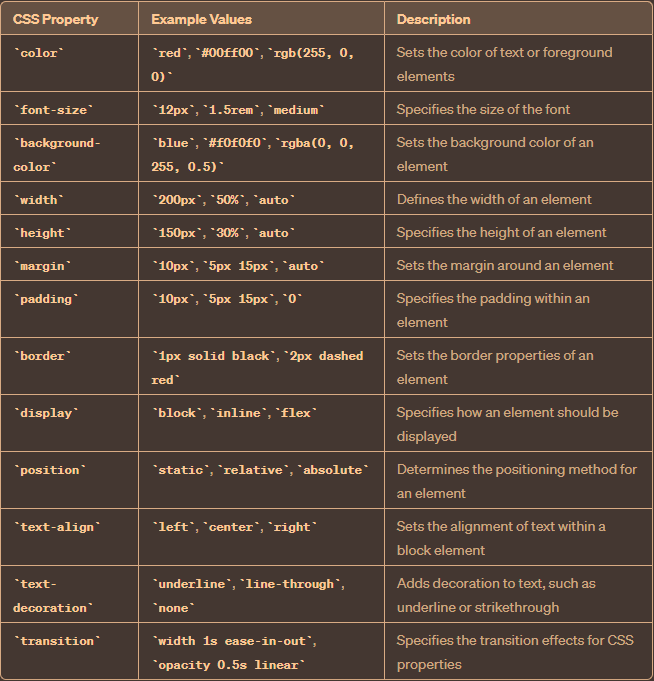 CSS Property Example Values Description
`color` `red`, `#00ff00`, `rgb(255, 0, Sets the color of text or foreground
0)` elements
`font-size` `12px`, `1.5rem`, `medium` Specifies the size of the font
`background- `blue`, `#f0f0f0`, `rgba(0, 0, Sets the background color of an
color` 255, 0.5)` element
`width` `200px`, `50%`, `auto` Defines the width of an element
`height` `150px`, `30%`, `auto` Specifies the height of an element
`margin` `10px`, `5px 15px`, `auto` Sets the margin around an element
`padding` `10px`, `5px 15px`, `0` Specifies the padding within an
element
`border` `1px solid black`, `2px dashed Sets the border properties of an
red` element
`display` `block`, `inline`, `flex` Specifies how an element should be
displayed
`position` `static`, `relative`, `absolute` Determines the positioning method for
an element
`text-align` `left`, `center`, `right` Sets the alignment of text within a
block element
`text- `underline`, `line-through`, Adds decoration to text, such as
decoration` `none` underline or strikethrough
`transition` `width 1s ease-in-out`, Specifies the transition effects for CSS
`opacity 0.5s linear` properties